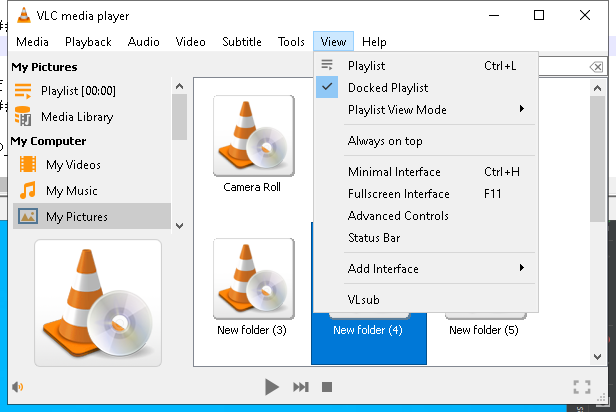 VLC media player
Media Playback Audio Video Subtitle Tools View Help
My Pictures
Playlist [00:00]
Media Library
My Computer
My Videos
My Music
My Pictures
Camera Roll
New folder (3)
New folder (4)
New folder (5)
Playlist Ctrl+L
Docked Playlist
Playlist View Mode
Always on top
Minimal Interface Ctrl+H
Fullscreen Interface F11
Advanced Controls
Status Bar
Add Interface
VLsub